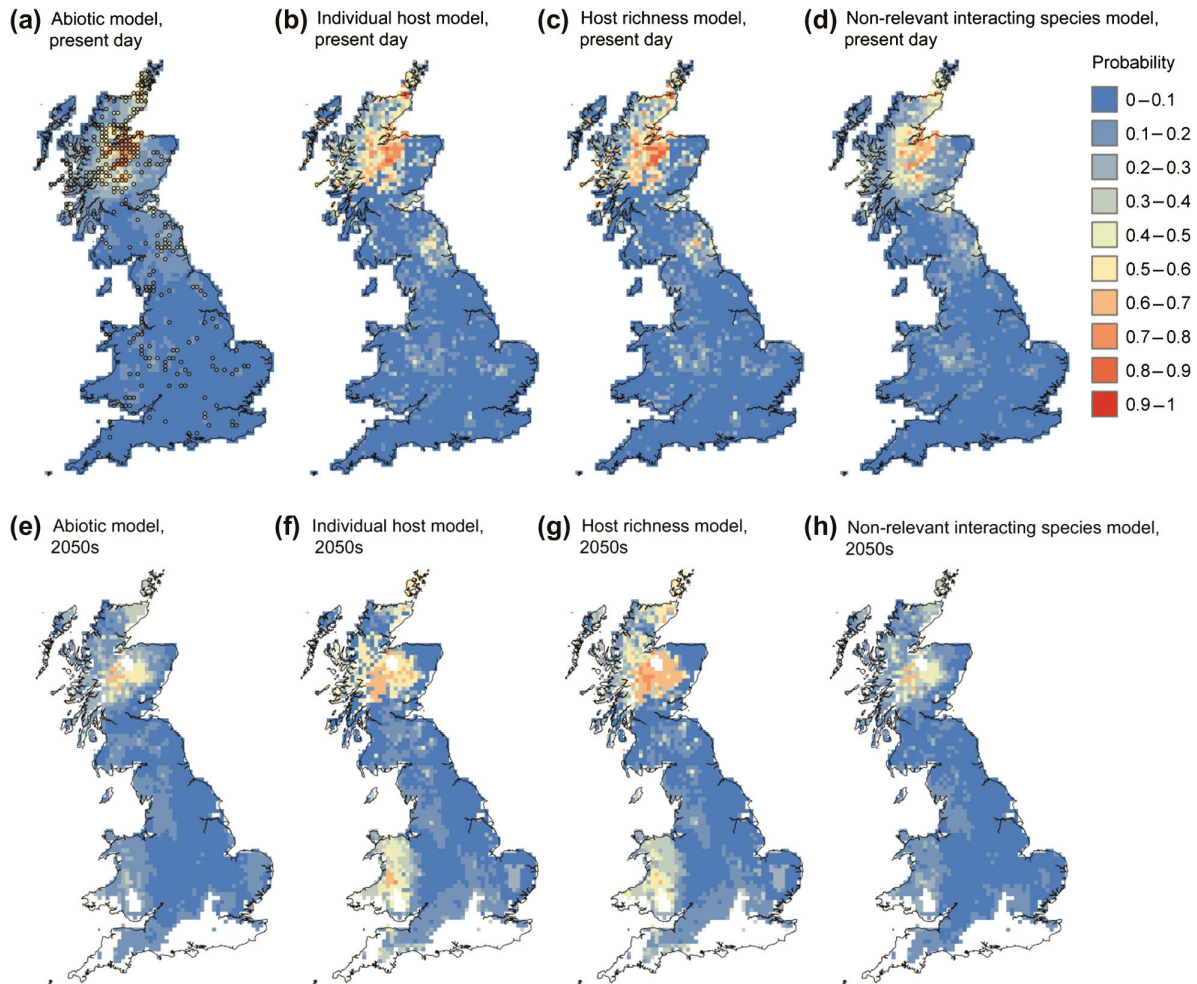 (a) Abiotic model,
present day
(b) Individual host model,
present day
(c) Host richness model,
present day
(d) Non-relevant interacting species model,
present day
Probability
0–0.1
0.1–0.2
0.2–0.3
0.3–0.4
0.4–0.5
0.5–0.6
0.6–0.7
0.7–0.8
0.8–0.9
0.9–1
(e) Abiotic model,
2050s
(f) Individual host model,
2050s
(g) Host richness model,
2050s
(h) Non-relevant interacting species model,
2050s